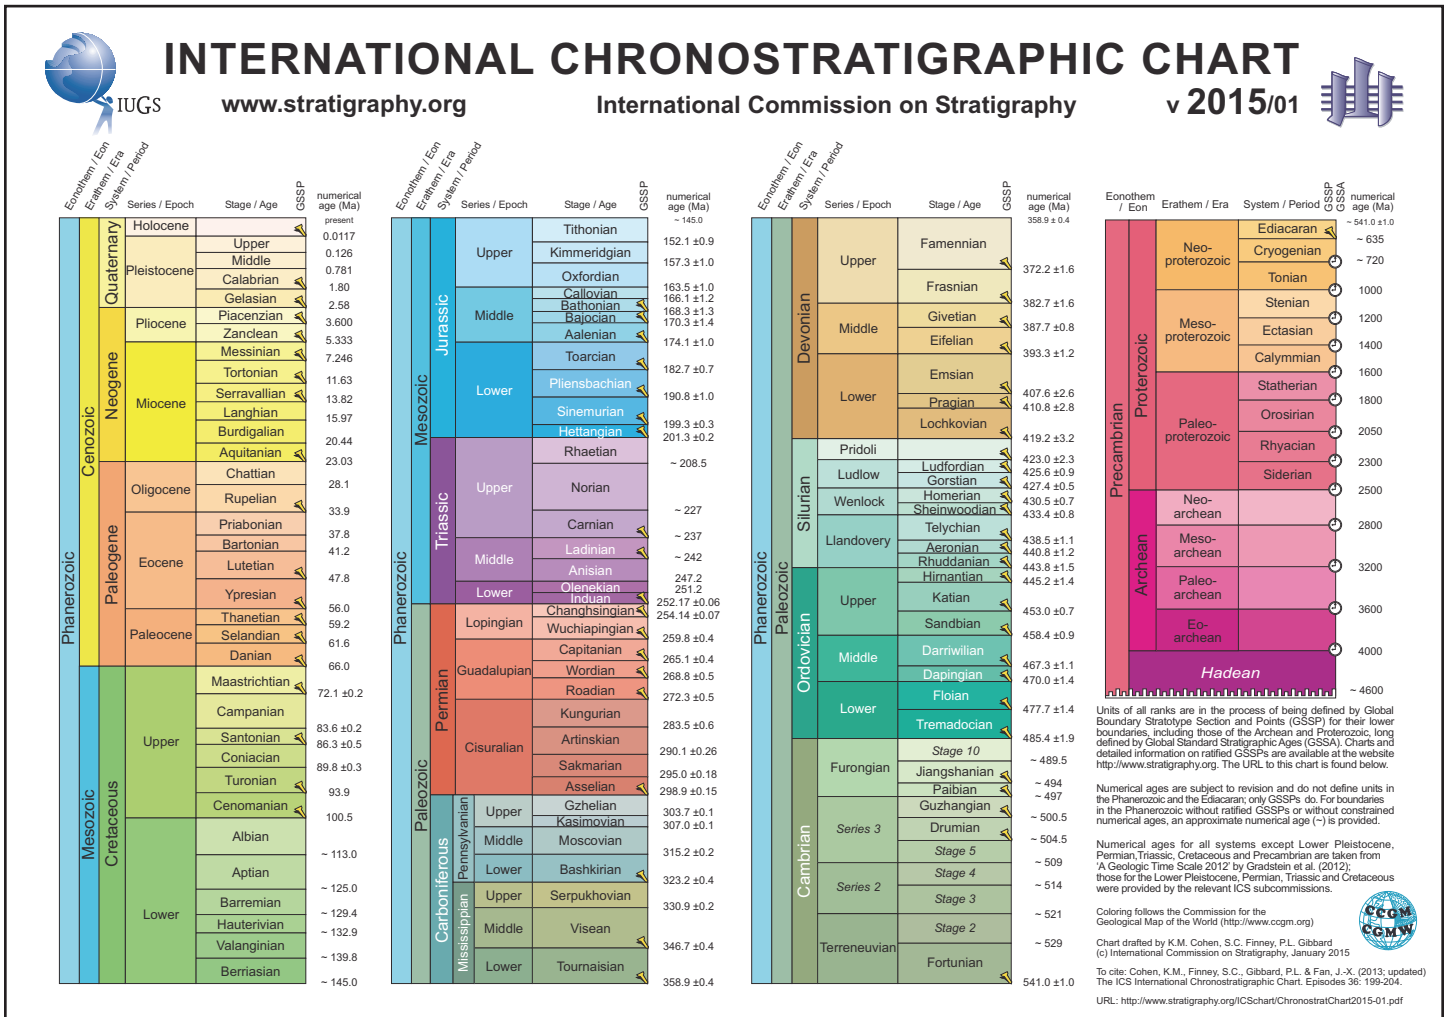 INTERNATIONAL CHRONOSTRATIGRAPHIC CHART
IUGS
www.stratigraphy.org
International Commission on Stratigraphy
v 2015/01
Eonothem / Eon
Erathem / Era
System / Period
Series / Epoch
Stage / Age
GSSP
numerical
age (Ma)
Phanerozoic
Cenozoic
Mesozoic
Quaternary
Neogene
Paleogene
Cretaceous
Holocene
Pleistocene
Pliocene
Miocene
Oligocene
Eocene
Paleocene
Upper
Lower
Upper
Middle
Calabrian
Gelasian
Piacenzian
Zanclean
Messinian
Tortonian
Serravallian
Langhian
Burdigalian
Aquitanian
Chattian
Rupelian
Priabonian
Bartonian
Lutetian
Ypresian
Thanetian
Selandian
Danian
Maastrichtian
Campanian
Santonian
Coniacian
Turonian
Cenomanian
Albian
Aptian
Barremian
Hauterivian
Valanginian
Berriasian
present
0.0117
0.126
0.781
1.80
2.58
3.600
5.333
7.246
11.63
13.82
15.97
20.44
23.03
28.1
33.9
37.8
41.2
47.8
56.0
59.2
61.6
66.0
72.1 ±0.2
83.6 ±0.2
86.3 ±0.5
89.8 ±0.3
93.9
100.5
~ 113.0
~ 125.0
~ 129.4
~ 132.9
~ 139.8
~ 145.0
Eonothem / Eon
Erathem / Era
System / Period
Series / Epoch
Stage / Age
GSSP
numerical
age (Ma)
Phanerozoic
Mesozoic
Paleozoic
Jurassic
Triassic
Permian
Carboniferous
Pennsylvanian
Mississippian
Upper
Middle
Lower
Upper
Middle
Lower
Lopingian
Guadalupian
Cisuralian
Upper
Middle
Lower
Upper
Middle
Lower
Tithonian
Kimmeridgian
Oxfordian
Callovian
Bathonian
Bajocian
Aalenian
Toarcian
Pliensbachian
Sinemurian
Hettangian
Rhaetian
Norian
Carnian
Ladinian
Anisian
Olenekian
Induan
Changhsingian
Wuchiapingian
Capitanian
Wordian
Roadian
Kungurian
Artinskian
Sakmarian
Asselian
Gzhelian
Kasimovian
Moscovian
Bashkirian
Serpukhovian
Visean
Tournaisian
~ 145.0
152.1 ±0.9
157.3 ±1.0
163.5 ±1.0
166.1 ±1.2
168.3 ±1.3
170.3 ±1.4
174.1 ±1.0
182.7 ±0.7
190.8 ±1.0
199.3 ±0.3
201.3 ±0.2
~ 208.5
~ 227
~ 237
~ 242
247.2
251.2
252.17 ±0.06
254.14 ±0.07
259.8 ±0.4
265.1 ±0.4
268.8 ±0.5
272.3 ±0.5
283.5 ±0.6
290.1 ±0.26
295.0 ±0.18
298.9 ±0.15
303.7 ±0.1
307.0 ±0.1
315.2 ±0.2
323.2 ±0.4
330.9 ±0.2
346.7 ±0.4
358.9 ±0.4
Eonothem / Eon
Erathem / Era
System / Period
Series / Epoch
Stage / Age
GSSP
numerical
age (Ma)
Phanerozoic
Paleozoic
Devonian
Silurian
Ordovician
Cambrian
Upper
Middle
Lower
Pridoli
Ludlow
Wenlock
Llandovery
Upper
Middle
Lower
Furongian
Series 3
Series 2
Terreneuvian
Famennian
Frasnian
Givetian
Eifelian
Emsian
Pragian
Lochkovian
Ludfordian
Gorstian
Homerian
Sheinwoodian
Telychian
Aeronian
Rhuddanian
Hirnantian
Katian
Sandbian
Darriwilian
Dapingian
Floian
Tremadocian
Stage 10
Jiangshanian
Paibian
Guzhangian
Drumian
Stage 5
Stage 4
Stage 3
Stage 2
Fortunian
358.9 ± 0.4
372.2 ±1.6
382.7 ±1.6
387.7 ±0.8
393.3 ±1.2
407.6 ±2.6
410.8 ±2.8
419.2 ±3.2
423.0 ±2.3
425.6 ±0.9
427.4 ±0.5
430.5 ±0.7
433.4 ±0.8
438.5 ±1.1
440.8 ±1.2
443.8 ±1.5
445.2 ±1.4
453.0 ±0.7
458.4 ±0.9
467.3 ±1.1
470.0 ±1.4
477.7 ±1.4
485.4 ±1.9
~ 489.5
~ 494
~ 497
~ 500.5
~ 504.5
~ 509
~ 514
~ 521
~ 529
541.0 ±1.0
Eonothem
/ Eon
Erathem / Era
System / Period
GSSP
GSSA
numerical
age (Ma)
Precambrian
Proterozoic
Archean
Hadean
Neo-
proterozoic
Meso-
proterozoic
Paleo-
proterozoic
Neo-
archean
Meso-
archean
Paleo-
archean
Eo-
archean
Ediacaran
Cryogenian
Tonian
Stenian
Ectasian
Calymmian
Statherian
Orosirian
Rhyacian
Siderian
~ 541.0 ±1.0
~ 635
~ 720
1000
1200
1400
1600
1800
2050
2300
2500
2800
3200
3600
4000
~ 4600
Units of all ranks are in the process of being defined by Global
Boundary Stratotype Section and Points (GSSP) for their lower
boundaries, including those of the Archean and Proterozoic, long
defined by Global Standard Stratigraphic Ages (GSSA). Charts and
detailed information on ratified GSSPs are available at the website
http://www.stratigraphy.org. The URL to this chart is found below.
Numerical ages are subject to revision and do not define units in
the Phanerozoic and the Ediacaran; only GSSPs do. For boundaries
in the Phanerozoic without ratified GSSPs or without constrained
numerical ages, an approximate numerical age (~) is provided.
Numerical ages for all systems except Lower Pleistocene,
Permian,Triassic, Cretaceous and Precambrian are taken from
'A Geologic Time Scale 2012' by Gradstein et al. (2012);
those for the Lower Pleistocene, Permian, Triassic and Cretaceous
were provided by the relevant ICS subcommissions.
Coloring follows the Commission for the
Geological Map of the World (http://www.ccgm.org)
CCGM
CGMW
Chart drafted by K.M. Cohen, S.C. Finney, P.L. Gibbard
(c) International Commission on Stratigraphy, January 2015
To cite: Cohen, K.M., Finney, S.C., Gibbard, P.L. & Fan, J.-X. (2013; updated)
The ICS International Chronostratigraphic Chart. Episodes 36: 199-204.
URL: http://www.stratigraphy.org/ICSchart/ChronostratChart2015-01.pdf